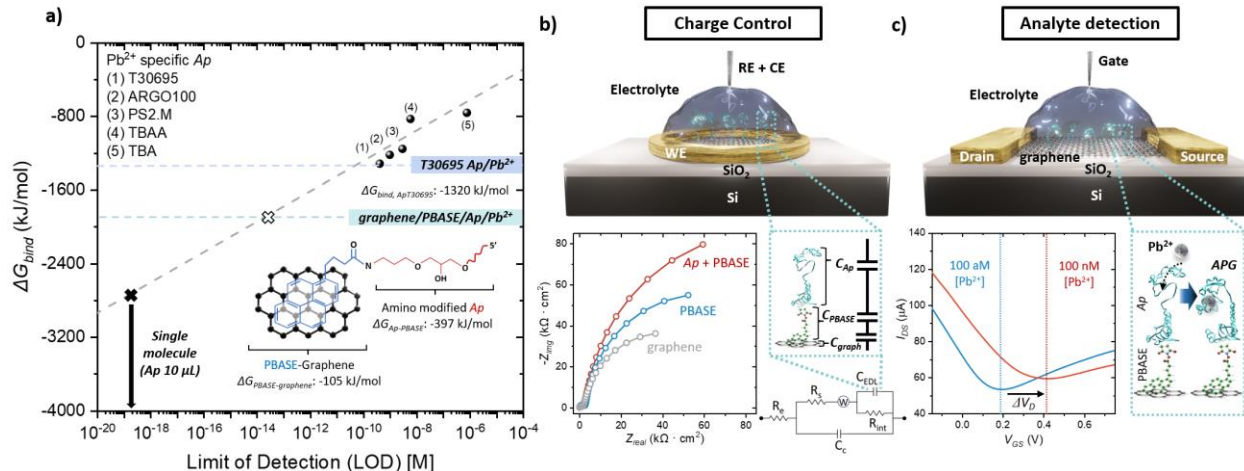 a)
0
-800
-1600
-2400
-3200
-4000
ΔG_bind (kJ/mol)
Pb²⁺ specific Ap
(1) T30695
(2) ARGO100
(3) PS2.M
(4) TBAA
(5) TBA
(1)
(2)
(3)
(4)
(5)
T30695 Ap/Pb²⁺
ΔG_bind, ApT30695: -1320 kJ/mol
graphene/PBASE/Ap/Pb²⁺
O
N
O
OH
O
5'
Amino modified Ap
ΔG_Ap-PBASE: -397 kJ/mol
PBASE-Graphene
ΔG_PBASE-graphene: -105 kJ/mol
Single
molecule
(Ap 10 μL)
10⁻²⁰ 10⁻¹⁸ 10⁻¹⁶ 10⁻¹⁴ 10⁻¹² 10⁻¹⁰ 10⁻⁸ 10⁻⁶ 10⁻⁴
Limit of Detection (LOD) [M]
b)
Charge Control
RE + CE
Electrolyte
WE
SiO₂
Si
80
60
40
20
0
-Z_img (kΩ · cm²)
Ap + PBASE
PBASE
graphene
0 20 40 60 80
Z_real (kΩ · cm²)
C_Ap
C_PBASE
C_graph
R_e
R_s
W
C_EDL
R_int
C_c
c)
Analyte detection
Gate
Electrolyte
Drain
graphene
Source
SiO₂
Si
140
120
100
80
60
40
I_DS (μA)
100 aM
[Pb²⁺]
100 nM
[Pb²⁺]
ΔV_D
0.0 0.2 0.4 0.6
V_GS (V)
Pb²⁺
APG
Ap
PBASE